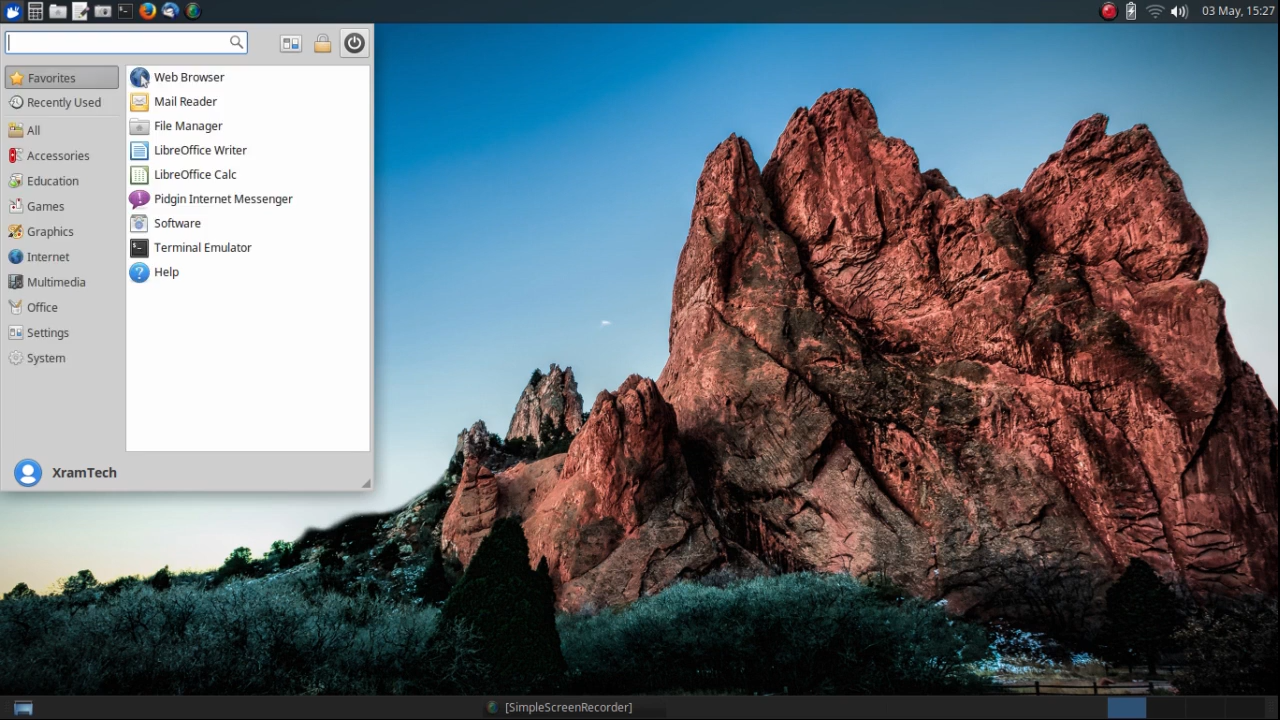 03 May, 15:27
Favorites
Recently Used
All
Accessories
Education
Games
Graphics
Internet
Multimedia
Office
Settings
System
Web Browser
Mail Reader
File Manager
LibreOffice Writer
LibreOffice Calc
Pidgin Internet Messenger
Software
Terminal Emulator
Help
XramTech
[SimpleScreenRecorder]